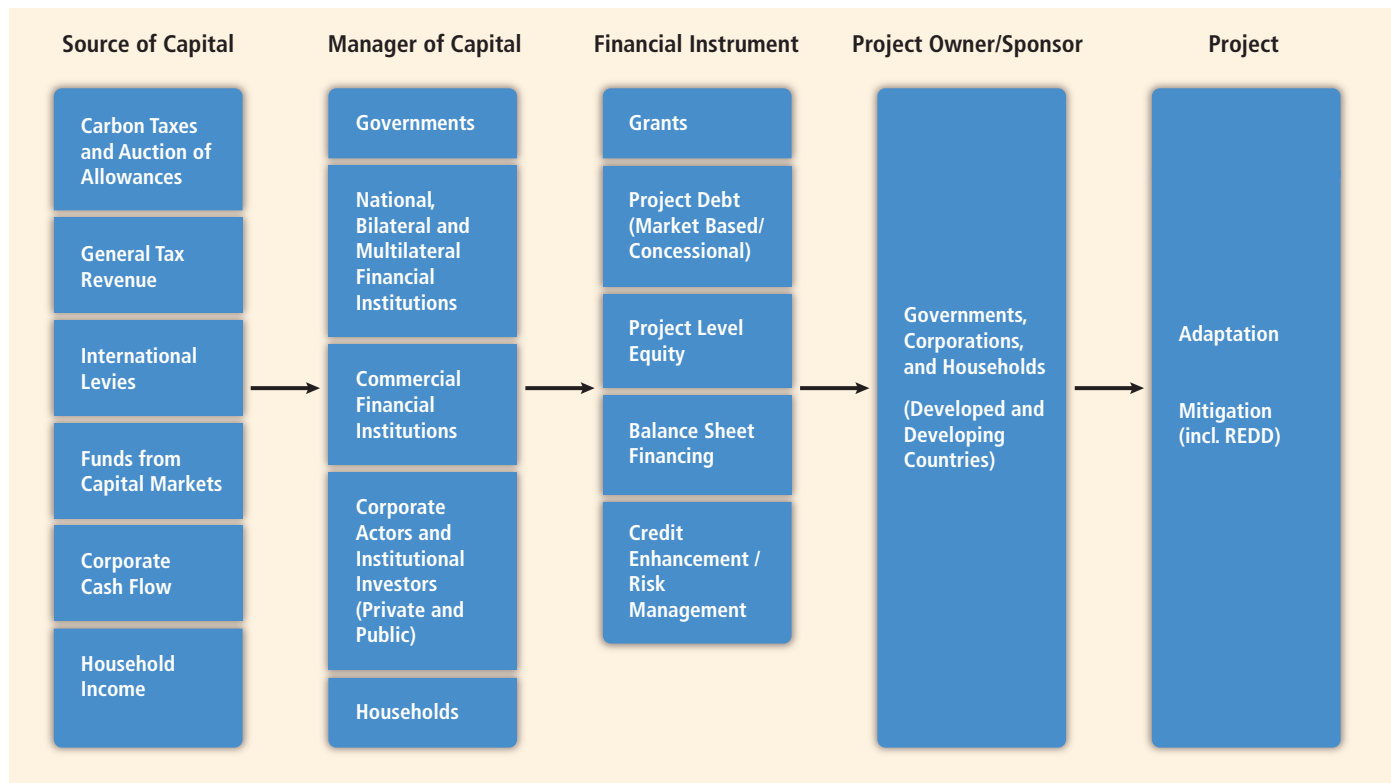 Source of Capital
Carbon Taxes
and Auction of
Allowances
General Tax
Revenue
International
Levies
Funds from
Capital Markets
Corporate
Cash Flow
Household
Income
Manager of Capital
Governments
National,
Bilateral and
Multilateral
Financial
Institutions
Commercial
Financial
Institutions
Corporate
Actors and
Institutional
Investors
(Private and
Public)
Households
Financial Instrument
Grants
Project Debt
(Market Based/
Concessional)
Project Level
Equity
Balance Sheet
Financing
Credit
Enhancement /
Risk
Management
Project Owner/Sponsor
Governments,
Corporations,
and Households
(Developed and
Developing
Countries)
Project
Adaptation
Mitigation
(incl. REDD)